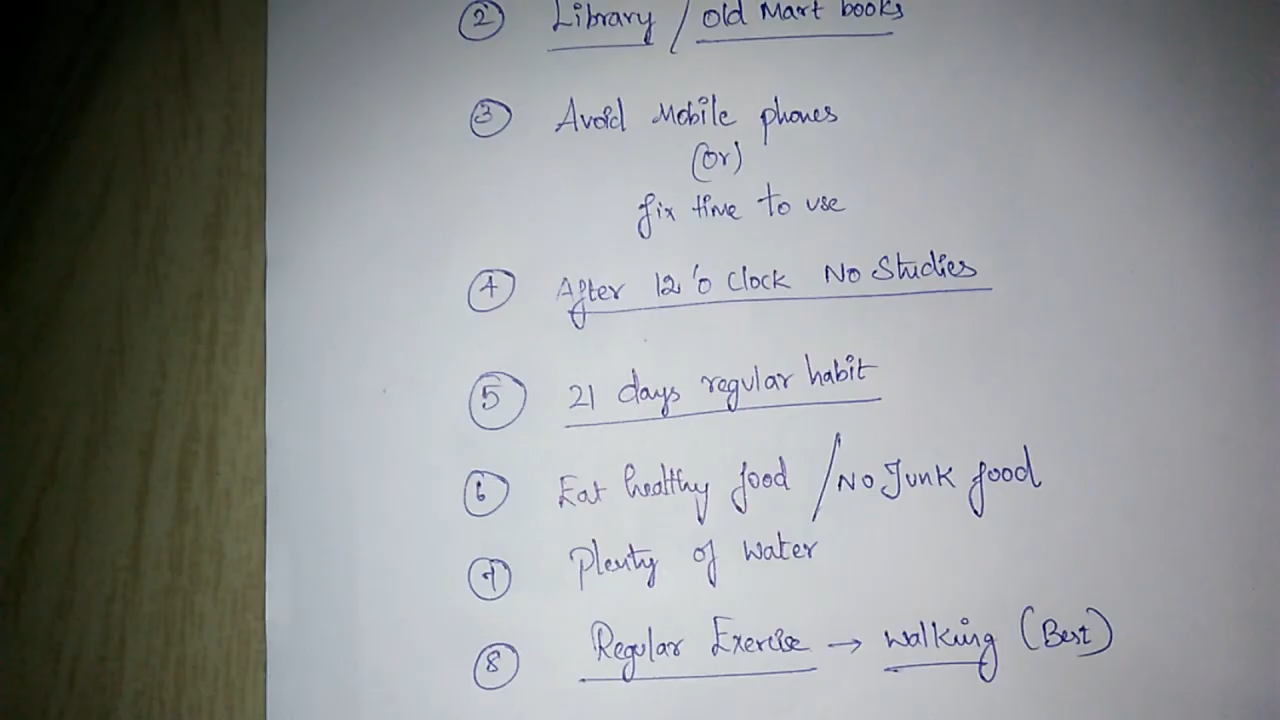 ② Library / old Mart books
③ Avoid Mobile phones
(or)
fix time to use
④ After 12'o clock No Studies
⑤ 21 days regular habit
⑥ Eat healthy food / No Junk food
⑦ Plenty of water
⑧ Regular Exercise → walking (Best)